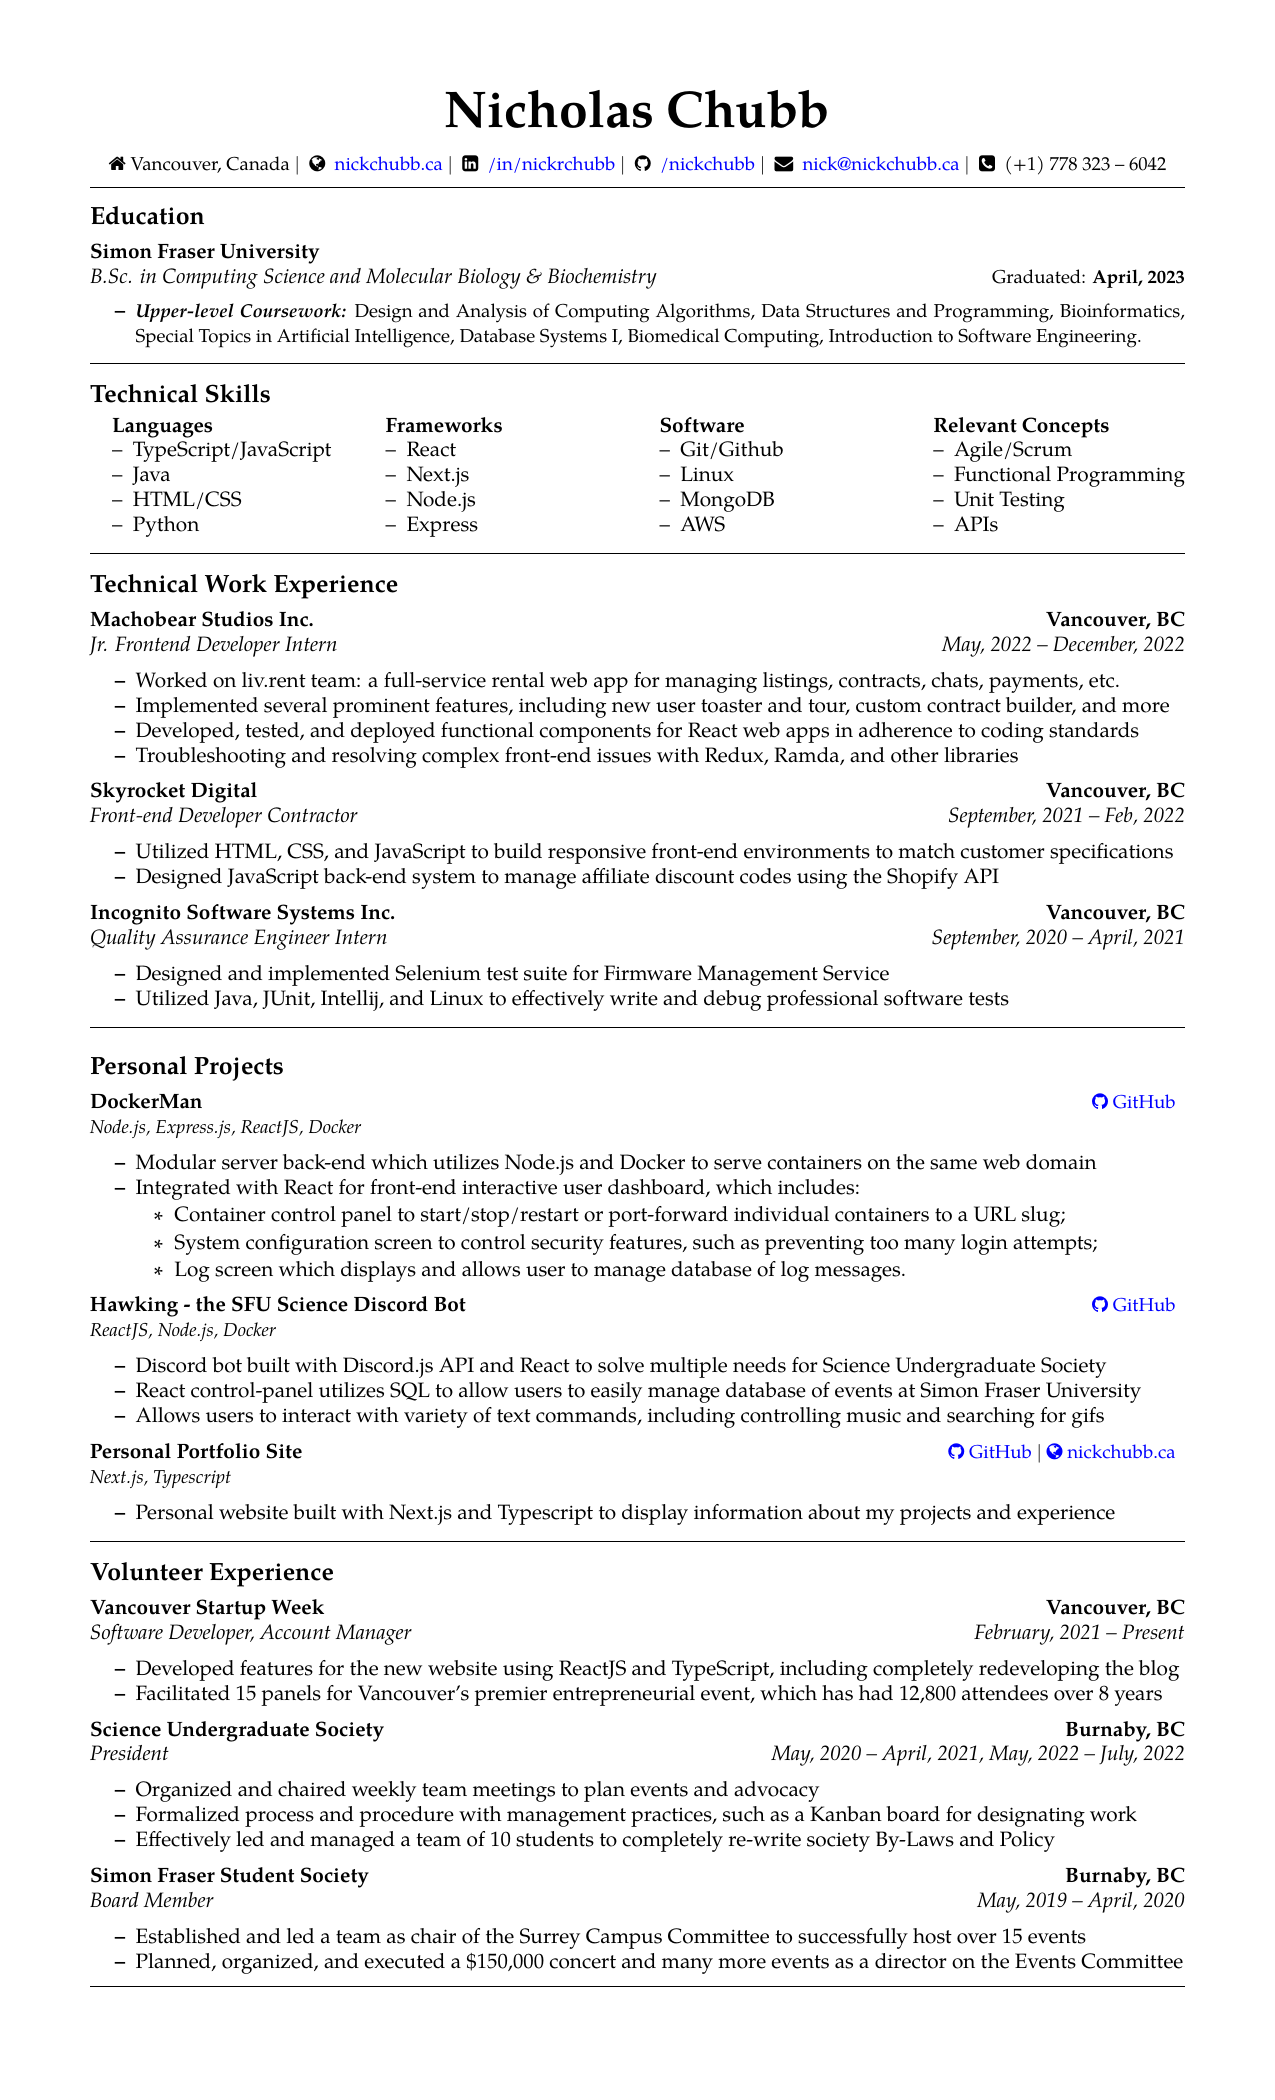 Nicholas Chubb
Vancouver, Canada | nickchubb.ca | /in/nickrchubb | /nickchubb | nick@nickchubb.ca | (+1) 778 323 – 6042
Education
Simon Fraser University
B.Sc. in Computing Science and Molecular Biology & Biochemistry Graduated: April, 2023
– Upper-level Coursework: Design and Analysis of Computing Algorithms, Data Structures and Programming, Bioinformatics,
Special Topics in Artificial Intelligence, Database Systems I, Biomedical Computing, Introduction to Software Engineering.
Technical Skills
Languages Frameworks Software Relevant Concepts
– TypeScript/JavaScript – React – Git/Github – Agile/Scrum
– Java – Next.js – Linux – Functional Programming
– HTML/CSS – Node.js – MongoDB – Unit Testing
– Python – Express – AWS – APIs
Technical Work Experience
Machobear Studios Inc. Vancouver, BC
Jr. Frontend Developer Intern May, 2022 – December, 2022
– Worked on liv.rent team: a full-service rental web app for managing listings, contracts, chats, payments, etc.
– Implemented several prominent features, including new user toaster and tour, custom contract builder, and more
– Developed, tested, and deployed functional components for React web apps in adherence to coding standards
– Troubleshooting and resolving complex front-end issues with Redux, Ramda, and other libraries
Skyrocket Digital Vancouver, BC
Front-end Developer Contractor September, 2021 – Feb, 2022
– Utilized HTML, CSS, and JavaScript to build responsive front-end environments to match customer specifications
– Designed JavaScript back-end system to manage affiliate discount codes using the Shopify API
Incognito Software Systems Inc. Vancouver, BC
Quality Assurance Engineer Intern September, 2020 – April, 2021
– Designed and implemented Selenium test suite for Firmware Management Service
– Utilized Java, JUnit, Intellij, and Linux to effectively write and debug professional software tests
Personal Projects
DockerMan GitHub
Node.js, Express.js, ReactJS, Docker
– Modular server back-end which utilizes Node.js and Docker to serve containers on the same web domain
– Integrated with React for front-end interactive user dashboard, which includes:
* Container control panel to start/stop/restart or port-forward individual containers to a URL slug;
* System configuration screen to control security features, such as preventing too many login attempts;
* Log screen which displays and allows user to manage database of log messages.
Hawking - the SFU Science Discord Bot GitHub
ReactJS, Node.js, Docker
– Discord bot built with Discord.js API and React to solve multiple needs for Science Undergraduate Society
– React control-panel utilizes SQL to allow users to easily manage database of events at Simon Fraser University
– Allows users to interact with variety of text commands, including controlling music and searching for gifs
Personal Portfolio Site GitHub | nickchubb.ca
Next.js, Typescript
– Personal website built with Next.js and Typescript to display information about my projects and experience
Volunteer Experience
Vancouver Startup Week Vancouver, BC
Software Developer, Account Manager February, 2021 – Present
– Developed features for the new website using ReactJS and TypeScript, including completely redeveloping the blog
– Facilitated 15 panels for Vancouver's premier entrepreneurial event, which has had 12,800 attendees over 8 years
Science Undergraduate Society Burnaby, BC
President May, 2020 – April, 2021, May, 2022 – July, 2022
– Organized and chaired weekly team meetings to plan events and advocacy
– Formalized process and procedure with management practices, such as a Kanban board for designating work
– Effectively led and managed a team of 10 students to completely re-write society By-Laws and Policy
Simon Fraser Student Society Burnaby, BC
Board Member May, 2019 – April, 2020
– Established and led a team as chair of the Surrey Campus Committee to successfully host over 15 events
– Planned, organized, and executed a $150,000 concert and many more events as a director on the Events Committee